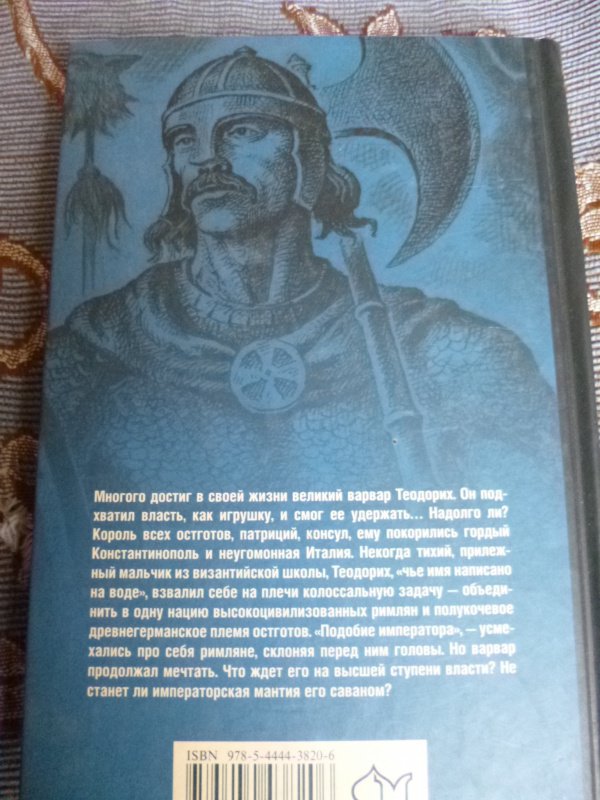 Многого достиг в своей жизни великий варвар Теодорих. Он под-
хватил власть, как игрушку, и смог ее удержать... Надолго ли?
Король всех остготов, патриций, консул, ему покорились гордый
Константинополь и неугомонная Италия. Некогда тихий, прилеж-
ный мальчик из византийской школы, Теодорих, «чье имя написано
на воде», взвалил себе на плечи колоссальную задачу — объеди-
нить в одну нацию высокоцивилизованных римлян и полукочевое
древнегерманское племя остготов. «Подобие императора», — усме-
хались про себя римляне, склоняя перед ним головы. Но варвар
продолжал мечтать. Что ждет его на высшей ступени власти? Не
станет ли императорская мантия его саваном?
ISBN 978-5-4444-3820-6